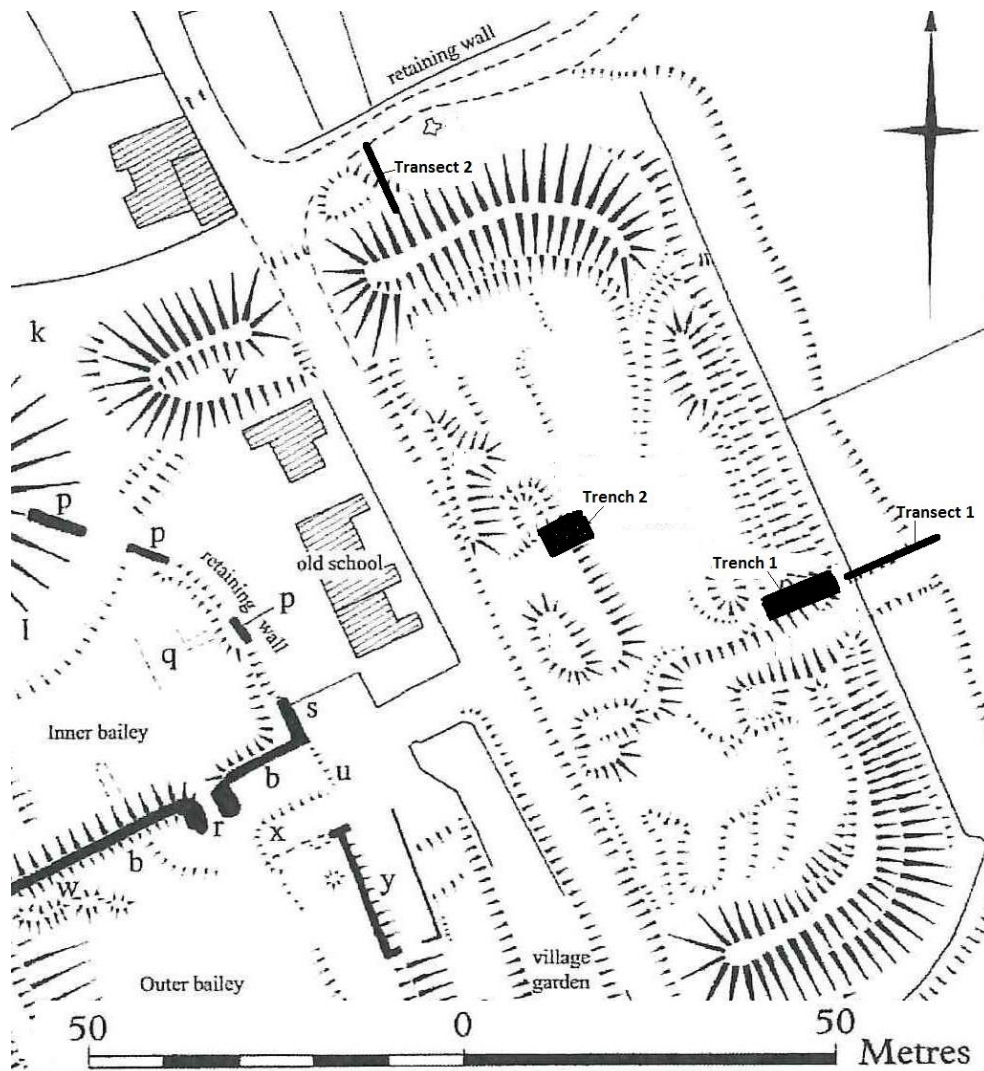 retaining wall
Transect 2
k
v
p
p
Trench 2
Transect 1
old school
Trench 1
retaining
wall
p
l
q
s
Inner bailey
b
u
r
x
b
w
y
Outer bailey
village
garden
50
0
50
Metres